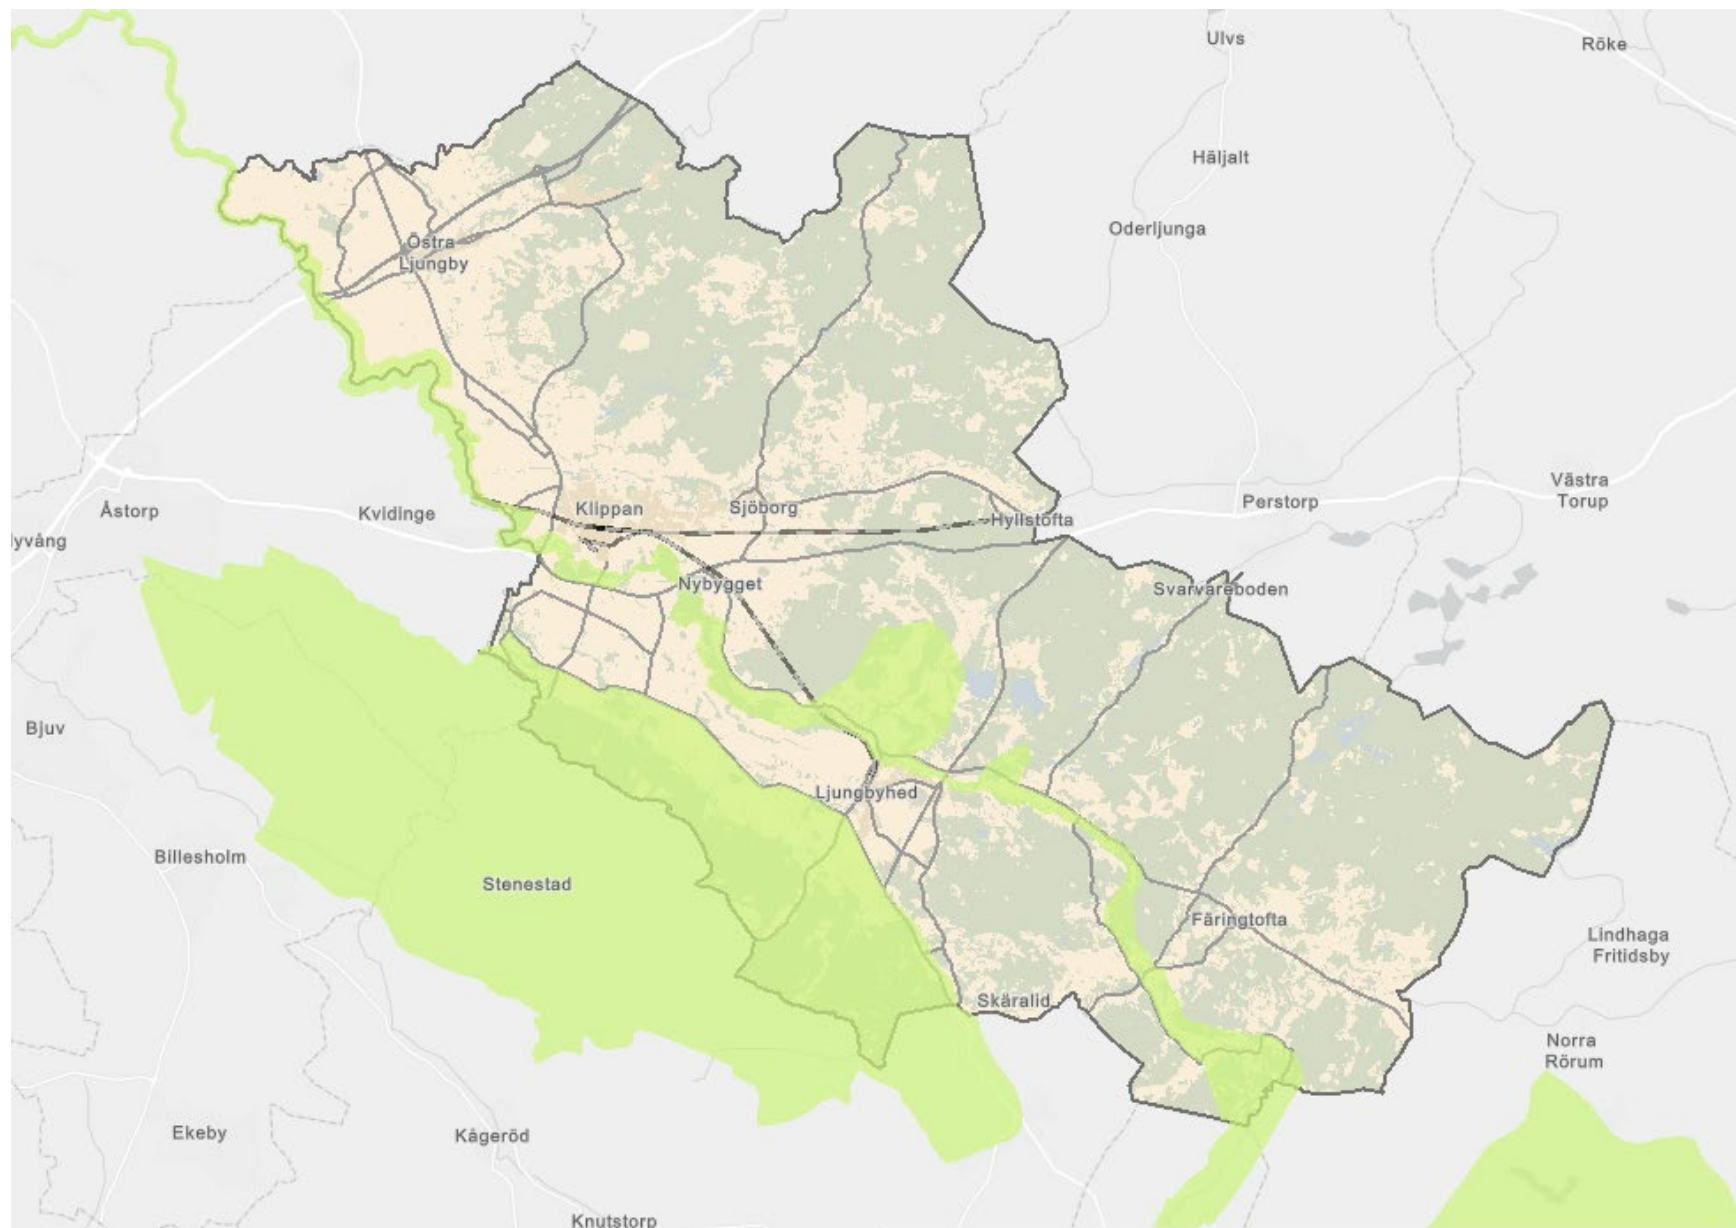 Ulvs
Röke
Häljalt
Oderljunga
Östra
Ljungby
Västra
Torup
Perstorp
Åstorp
Kvidinge
Klippan
Sjöborg
Hyllstofta
yvång
Nybygget
Svarvareboden
Bjuv
Ljungbyhed
Billesholm
Stenestad
Färingtofta
Lindhaga
Fritidsby
Skäralid
Norra
Rörum
Ekeby
Kågeröd
Knutstorp